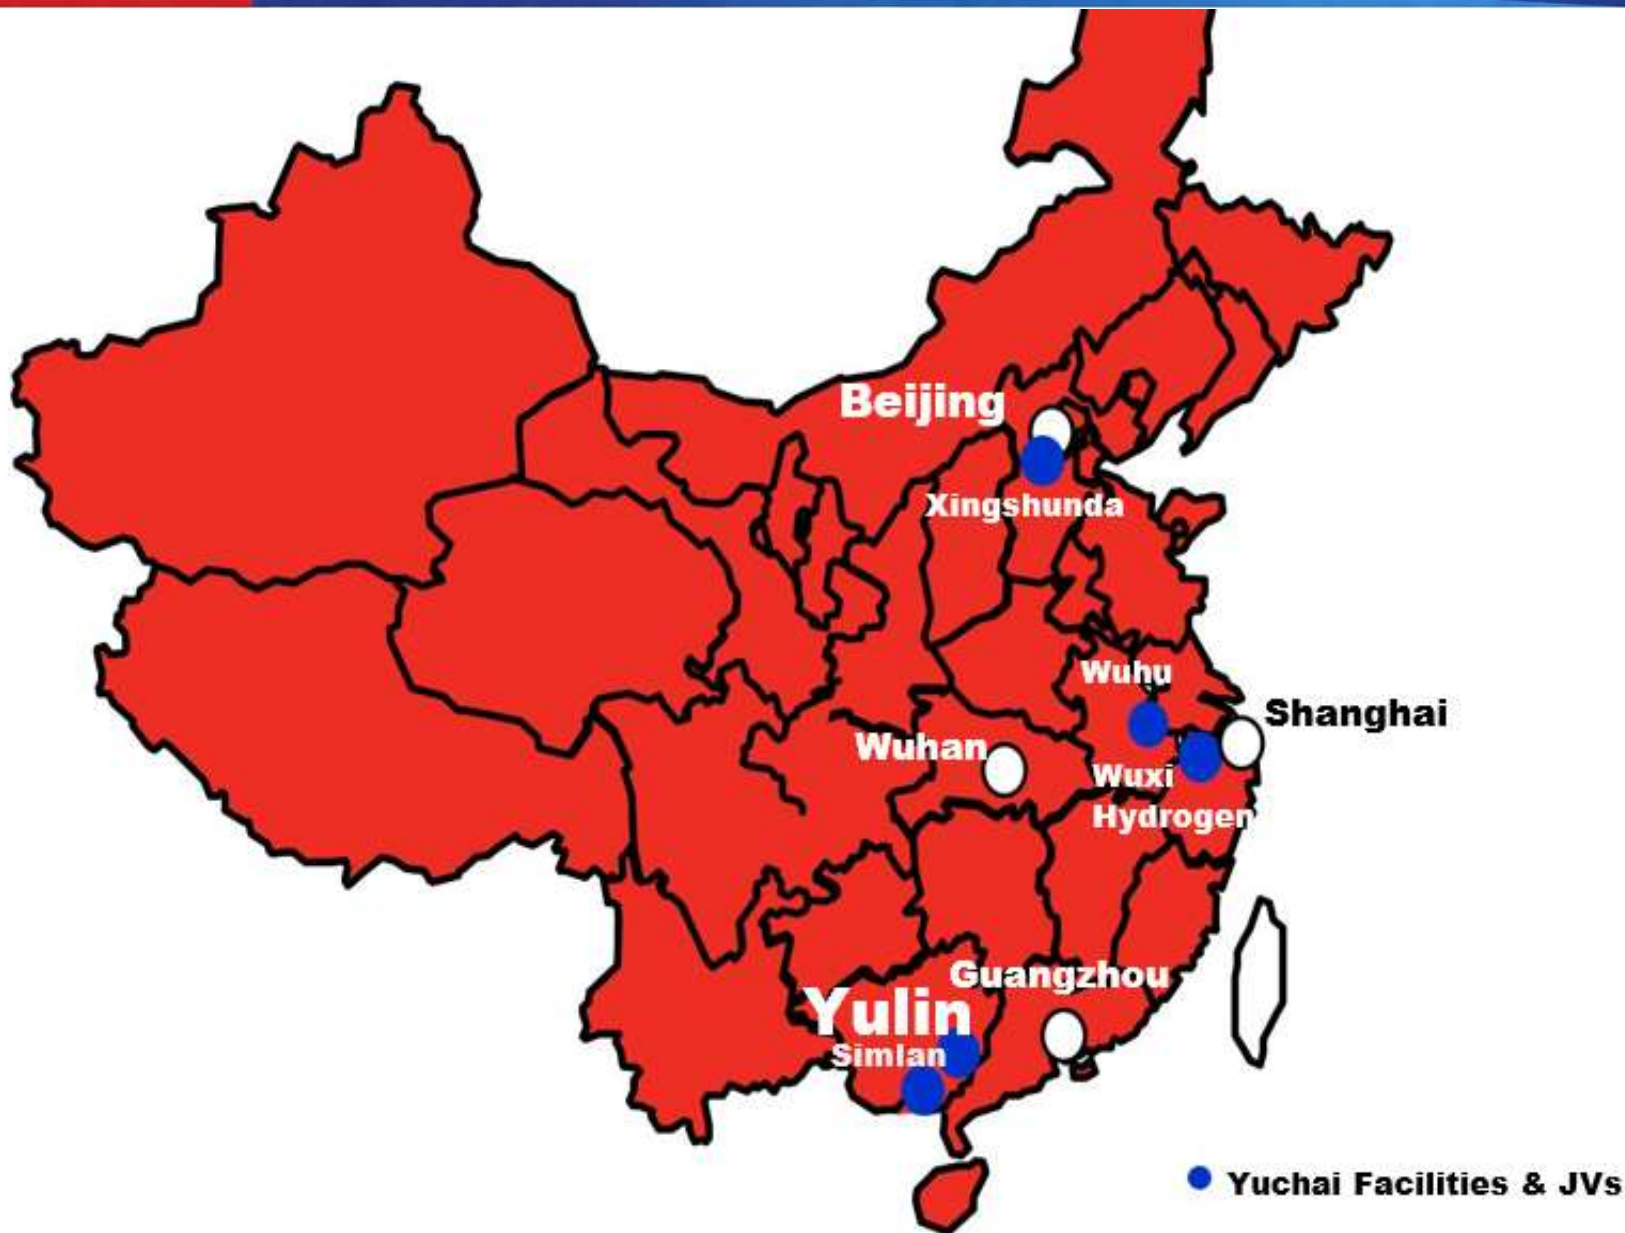 Beijing
Xingshunda
Wuhu
Shanghai
Wuhan
Wuxi
Hydrogen
Guangzhou
Yulin
Simlan
Yuchai Facilities & JVs